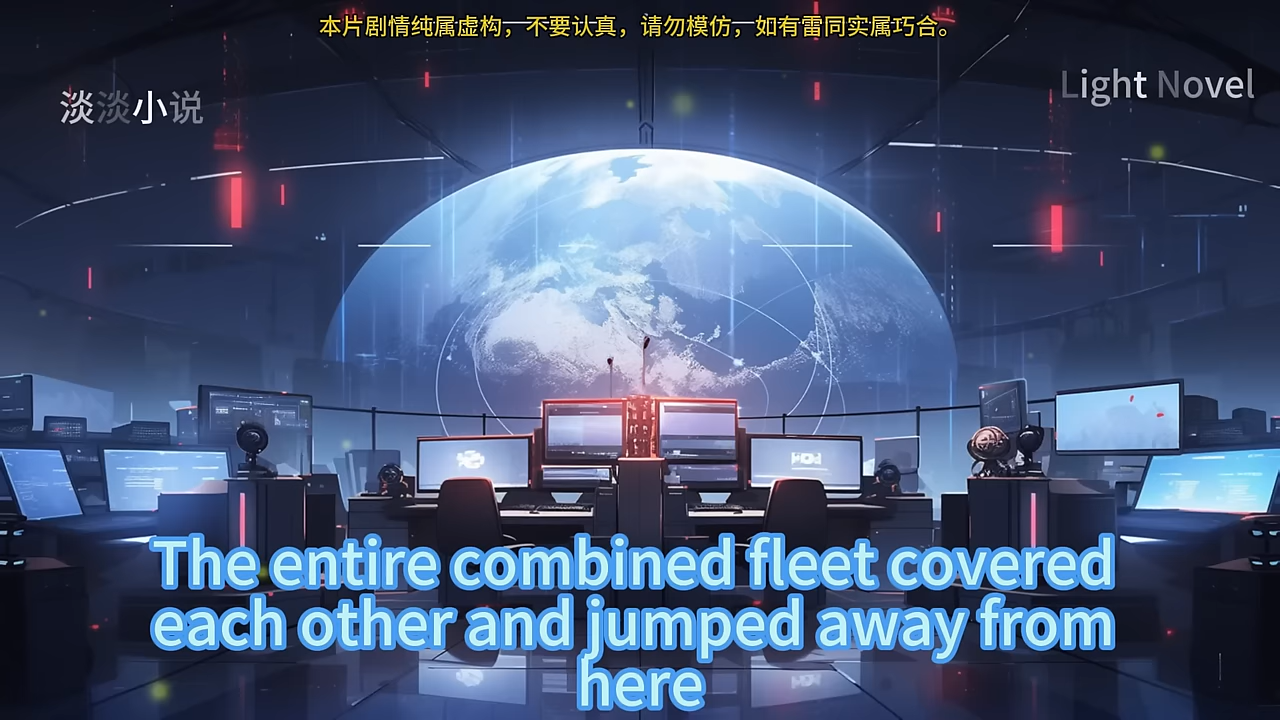 本片剧情纯属虚构，不要认真，请勿模仿，如有雷同实属巧合。
淡淡小说
Light Novel
The entire combined fleet covered
each other and jumped away from
here